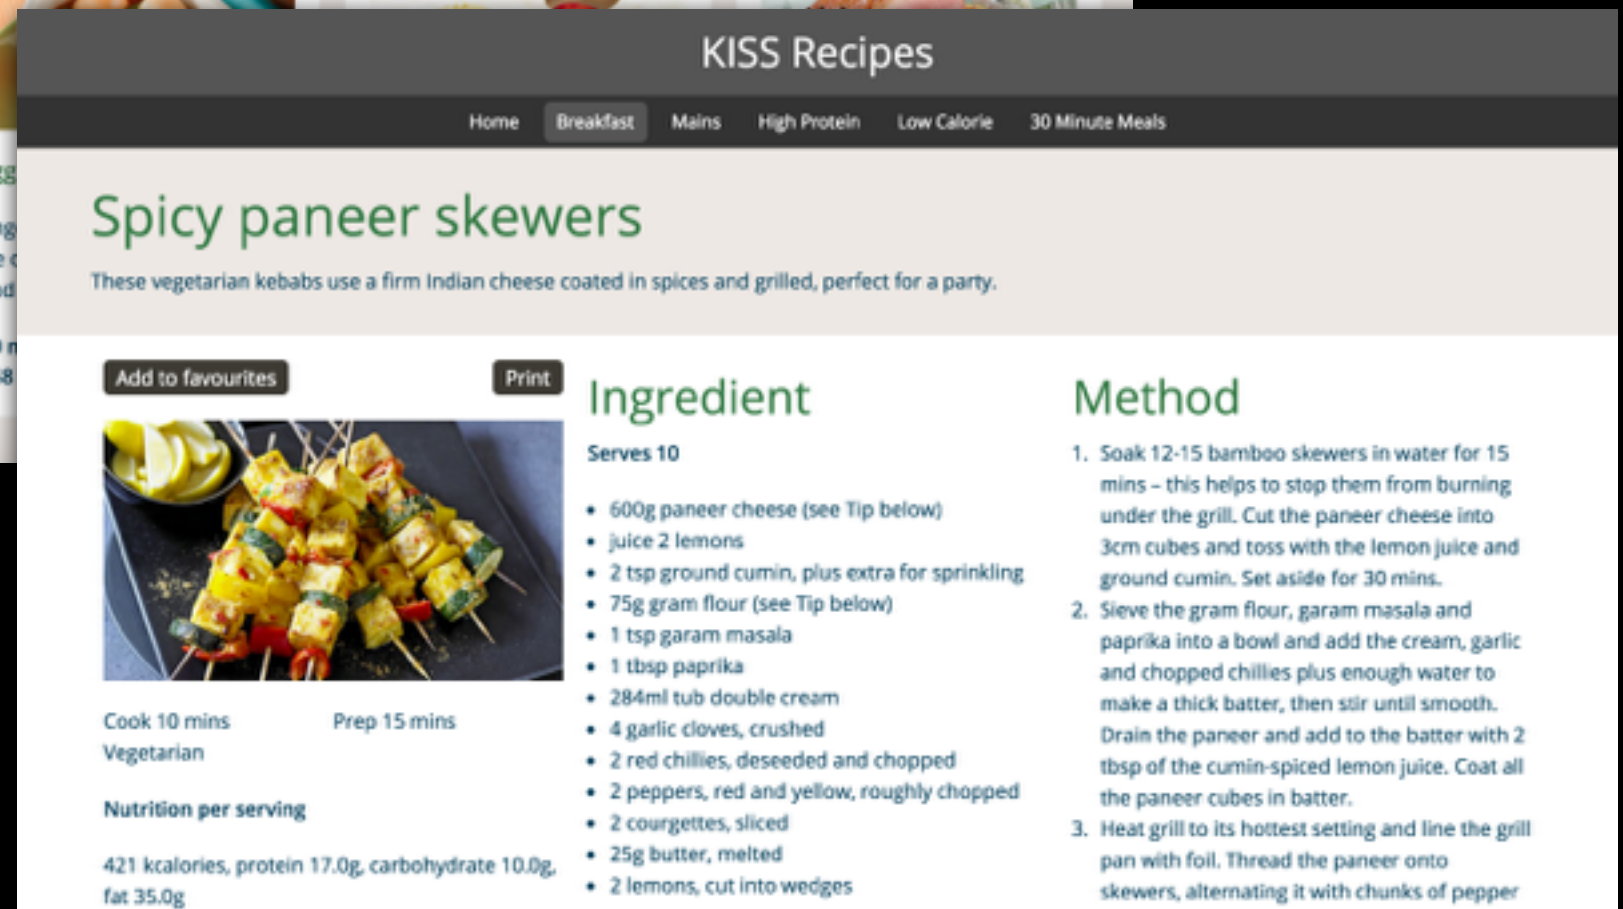 KISS Recipes
Home Breakfast Mains High Protein Low Calorie 30 Minute Meals
Spicy paneer skewers
These vegetarian kebabs use a firm Indian cheese coated in spices and grilled, perfect for a party.
Add to favourites Print
Cook 10 mins Prep 15 mins
Vegetarian
Nutrition per serving
421 kcalories, protein 17.0g, carbohydrate 10.0g,
fat 35.0g
Ingredient
Serves 10
• 600g paneer cheese (see Tip below)
• juice 2 lemons
• 2 tsp ground cumin, plus extra for sprinkling
• 75g gram flour (see Tip below)
• 1 tsp garam masala
• 1 tbsp paprika
• 284ml tub double cream
• 4 garlic cloves, crushed
• 2 red chillies, deseeded and chopped
• 2 peppers, red and yellow, roughly chopped
• 2 courgettes, sliced
• 25g butter, melted
• 2 lemons, cut into wedges
Method
1. Soak 12-15 bamboo skewers in water for 15
mins – this helps to stop them from burning
under the grill. Cut the paneer cheese into
3cm cubes and toss with the lemon juice and
ground cumin. Set aside for 30 mins.
2. Sieve the gram flour, garam masala and
paprika into a bowl and add the cream, garlic
and chopped chillies plus enough water to
make a thick batter, then stir until smooth.
Drain the paneer and add to the batter with 2
tbsp of the cumin-spiced lemon juice. Coat all
the paneer cubes in batter.
3. Heat grill to its hottest setting and line the grill
pan with foil. Thread the paneer onto
skewers, alternating it with chunks of pepper